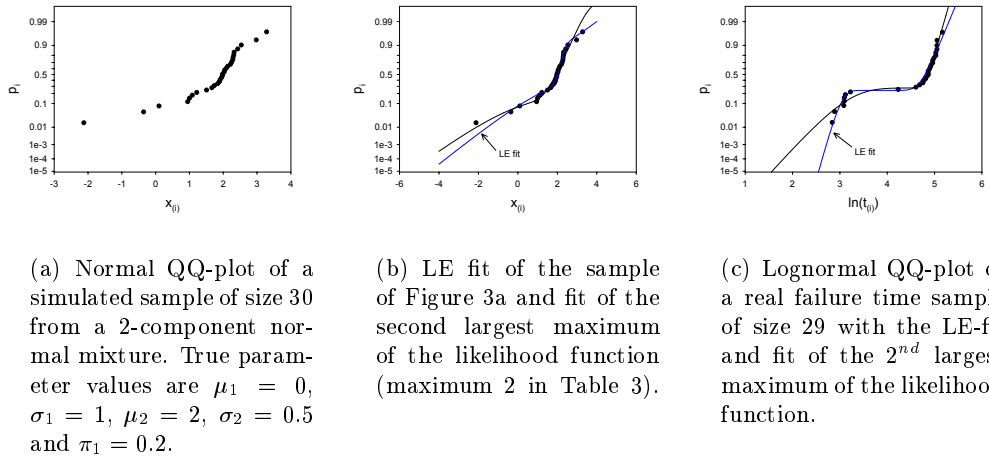 0.99
0.9
0.5
0.1
0.01
1e-3
1e-4
1e-5
p_i
-3 -2 -1 0 1 2 3 4
x_(i)
0.99
0.9
0.5
0.1
0.01
1e-3
1e-4
1e-5
p_i
LE fit
-6 -4 -2 0 2 4 6
x_(i)
0.99
0.9
0.5
0.1
0.01
1e-3
1e-4
1e-5
p_i
LE fit
1 2 3 4 5 6
ln(t_(i))
(a) Normal QQ-plot of a
simulated sample of size 30
from a 2-component nor-
mal mixture. True param-
eter values are μ₁ = 0,
σ₁ = 1, μ₂ = 2, σ₂ = 0.5
and π₁ = 0.2.
(b) LE fit of the sample
of Figure 3a and fit of the
second largest maximum
of the likelihood function
(maximum 2 in Table 3).
(c) Lognormal QQ-plot
a real failure time
of size 29 with the
and fit of the 2ⁿᵈ
maximum of the
function.